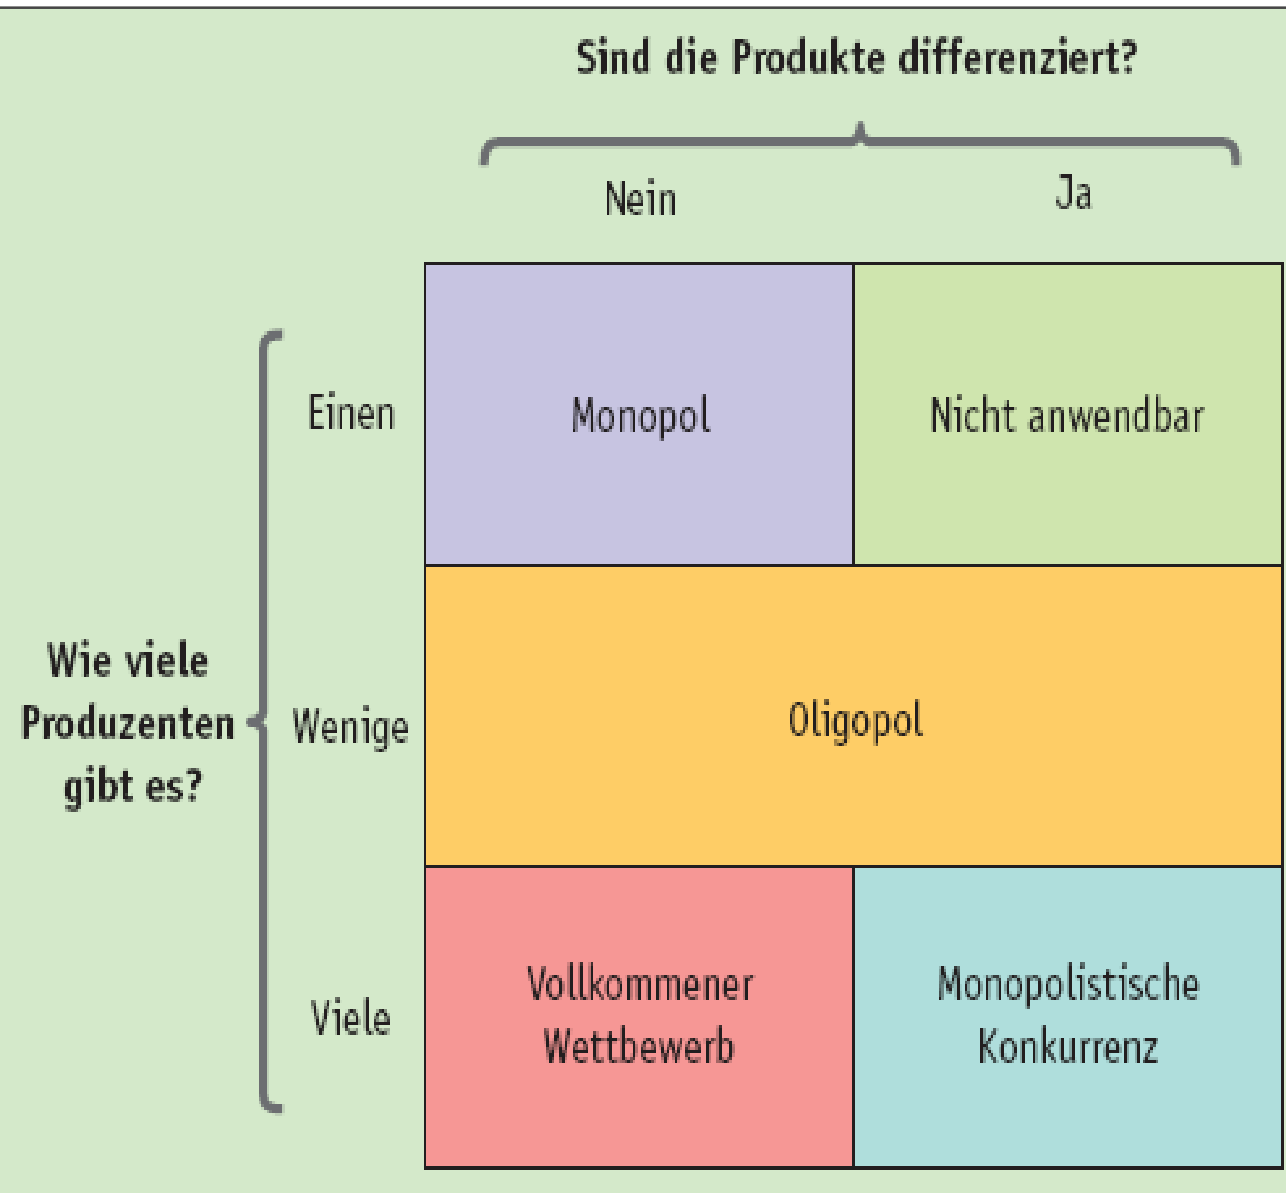 Sind die Produkte differenziert?
Nein
Ja
Einen
Monopol
Nicht anwendbar
Wie viele
Produzenten
gibt es?
Wenige
Oligopol
Viele
Vollkommener
Wettbewerb
Monopolistische
Konkurrenz